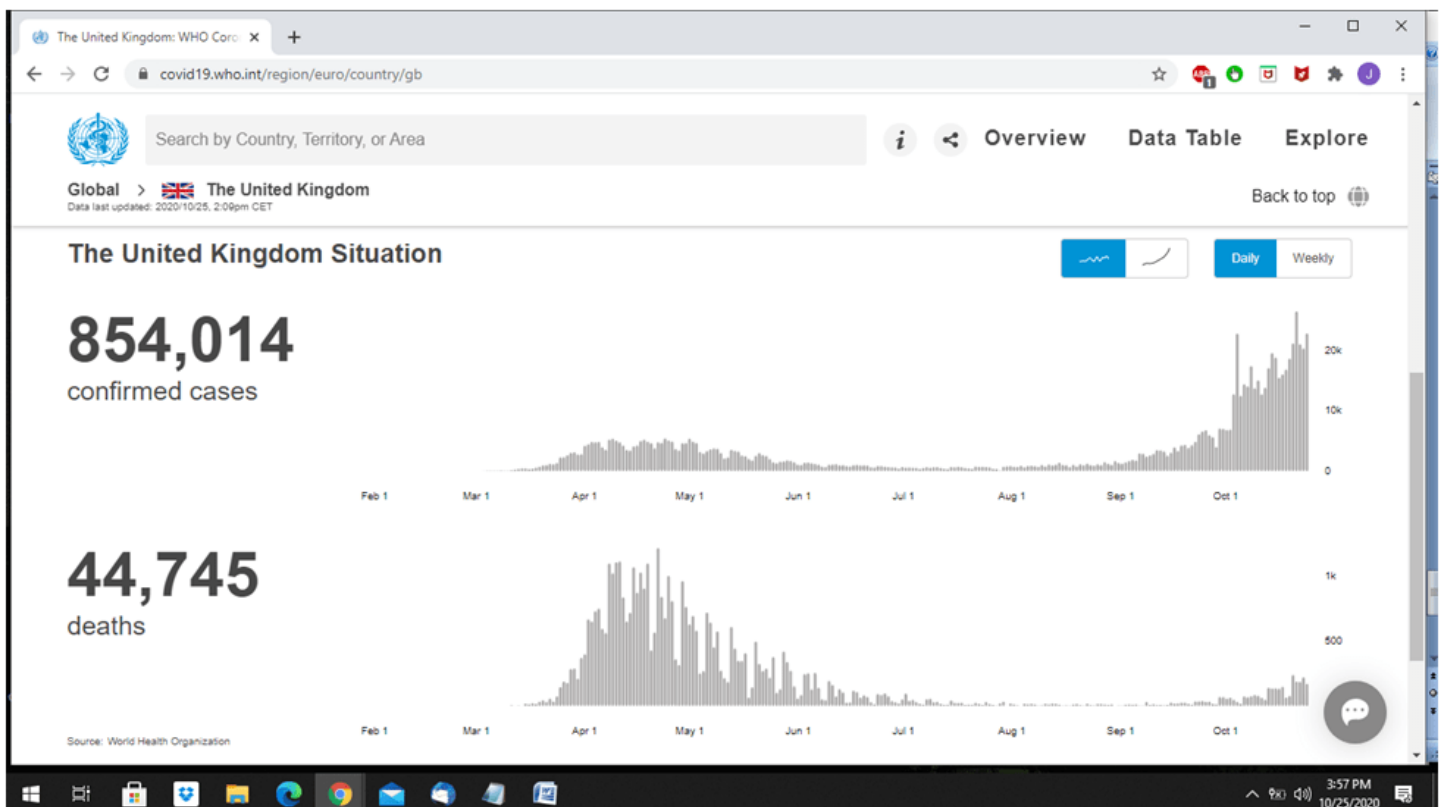 The United Kingdom: WHO Coro
covid19.who.int/region/euro/country/gb
ABP
1
J
Search by Country, Territory, or Area
i
Overview Data Table Explore
Global > The United Kingdom
Data last updated: 2020/10/25, 2:09pm CET
Back to top
The United Kingdom Situation
Daily Weekly
854,014
confirmed cases
20k
10k
0
Feb 1 Mar 1 Apr 1 May 1 Jun 1 Jul 1 Aug 1 Sep 1 Oct 1
44,745
deaths
1k
500
Feb 1 Mar 1 Apr 1 May 1 Jun 1 Jul 1 Aug 1 Sep 1 Oct 1
Source: World Health Organization
3:57 PM
10/25/2020